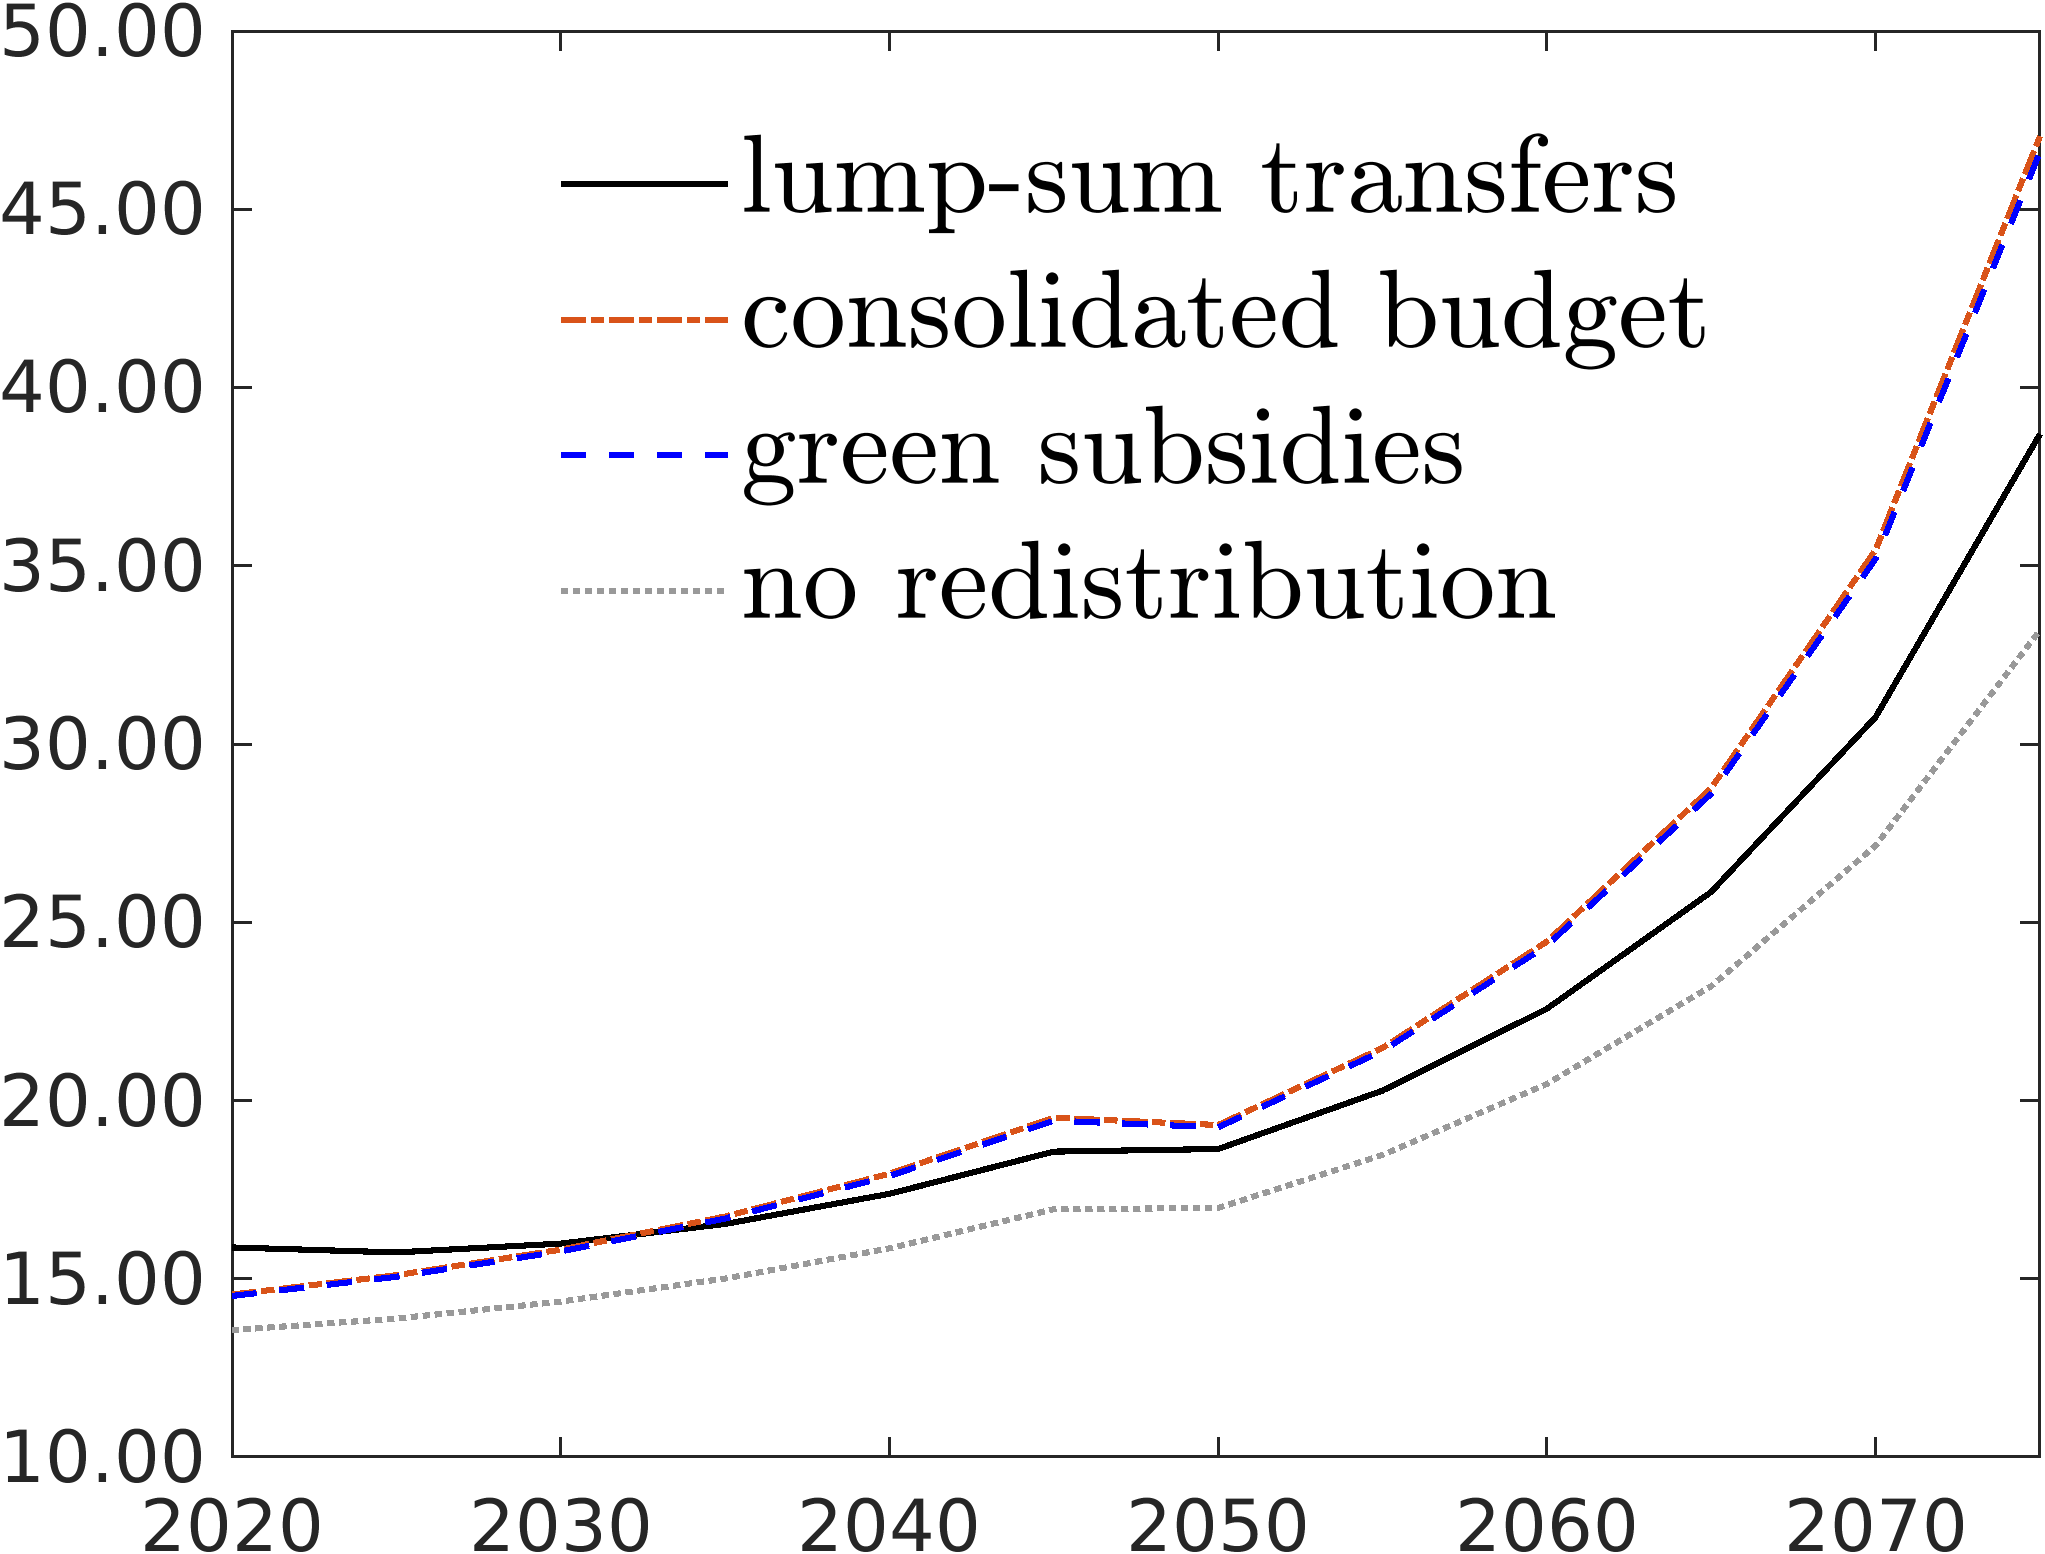 50.00
45.00
40.00
35.00
30.00
25.00
20.00
15.00
10.00
lump-sum transfers
consolidated budget
green subsidies
no redistribution
2020 2030 2040 2050 2060 2070